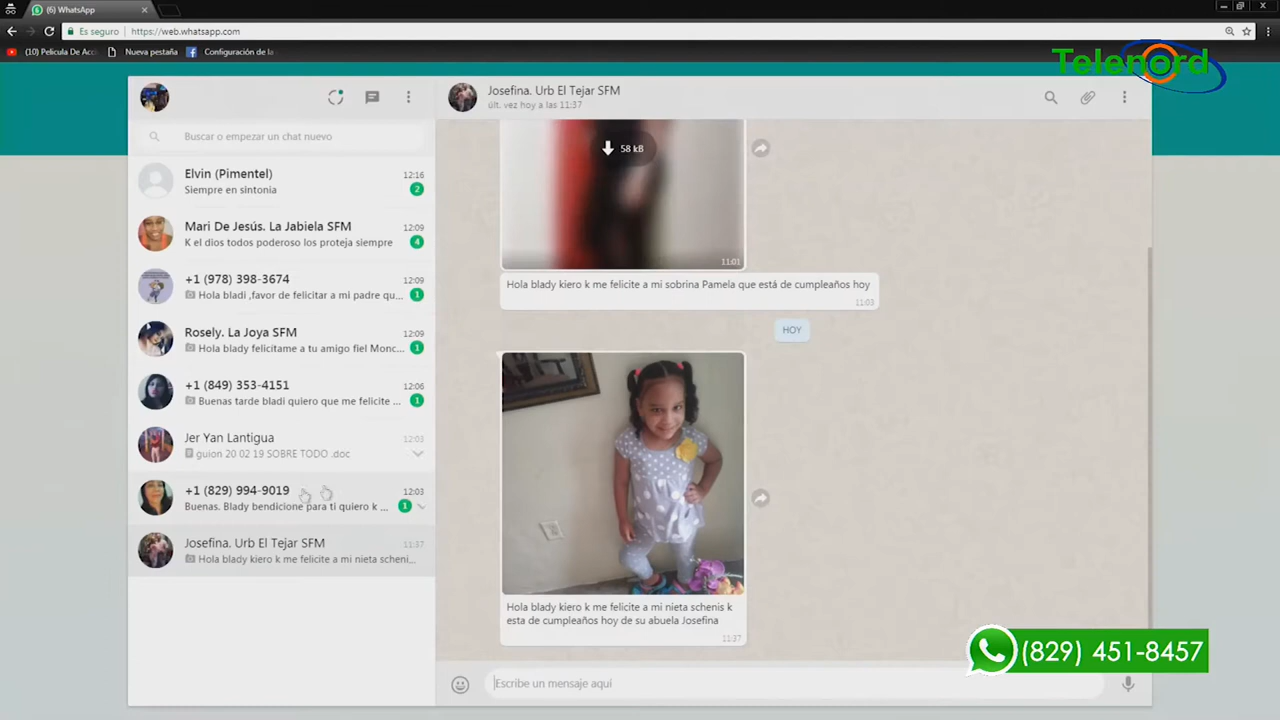 (6) WhatsApp
Es seguro
https://web.whatsapp.com
(10) Pelicula De Acc
Nueva pestaña
Configuración de la
Telenord
Buscar o empezar un chat nuevo
Elvin (Pimentel)
12:16
Siempre en sintonia
2
Mari De Jesús. La Jabiela SFM
12:09
K el dios todos poderoso los proteja siempre
4
+1 (978) 398-3674
12:09
Hola bladi ,favor de felicitar a mi padre qu...
1
Rosely. La Joya SFM
12:09
Hola blady felicítame a tu amigo fiel Monc...
1
+1 (849) 353-4151
12:06
Buenas tarde bladi quiero que me felicite ...
1
Jer Yan Lantigua
12:03
guion 20 02 19 SOBRE TODO .doc
+1 (829) 994-9019
12:03
Buenas. Blady bendicione para ti quiero k ...
1
Josefina. Urb El Tejar SFM
11:37
Hola blady kiero k me felicite a mi nieta scheni...
Josefina. Urb El Tejar SFM
últ. vez hoy a las 11:37
58 kB
11:01
Hola blady kiero k me felicite a mi sobrina Pamela que está de cumpleaños hoy
11:03
HOY
Hola blady kiero k me felicite a mi nieta schenis k
esta de cumpleaños hoy de su abuela Josefina
11:37
Escribe un mensaje aquí
(829) 451-8457